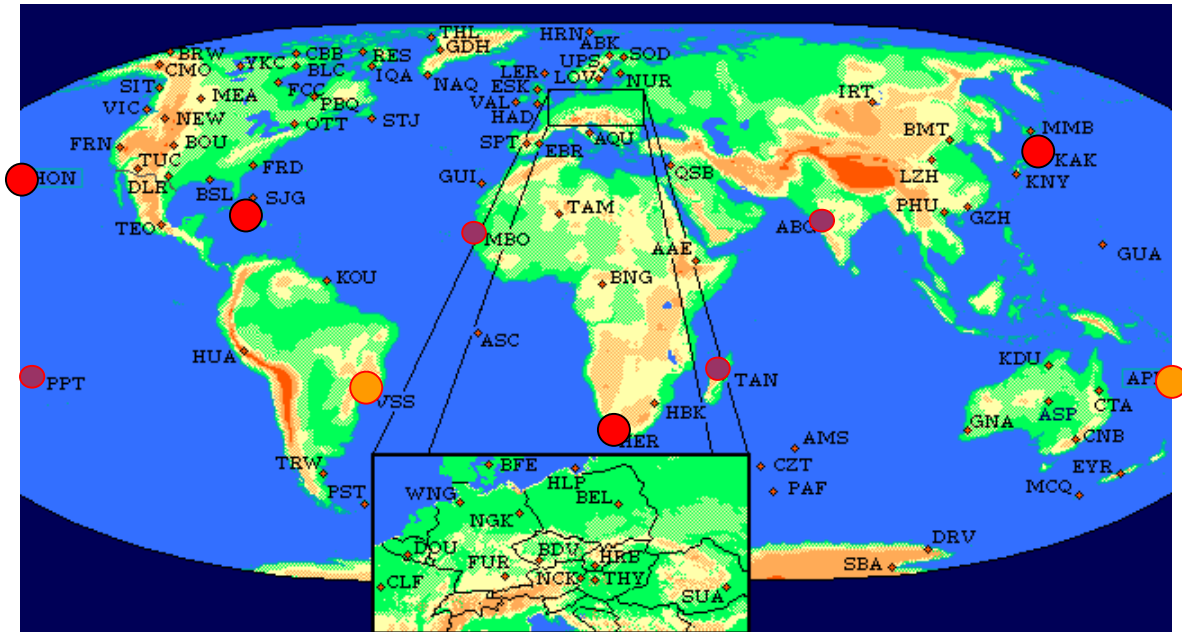 THL
HRN
BRW
CBB
RES
GDH
ABK
CMO
YKC
BLC
IQA
UPS
SOD
SIT
FCC
NAQ
LER
LOV
NUR
VIC
MEA
PBQ
ESK
IRT
NEW
OTT
STJ
VAL
HAD
FRN
BOU
SPT
EBR
AQU
BMT
MMB
TUC
FRD
QSB
LZH
KAK
HON
DLR
BSL
SJG
GUI
KNY
TEO
TAM
PHU
GZH
MBO
ABG
AAE
GUA
KOU
BNG
ASC
HUA
KDU
PPT
VSS
TAN
CTA
HBK
ASP
GNA
HER
CNB
AMS
TRW
CZT
EYR
PST
PAF
MCQ
BFE
HLP
WNG
BEL
NGK
DRV
DOU
BDV
HRB
FUR
SBA
CLF
NCK
THY
SUA